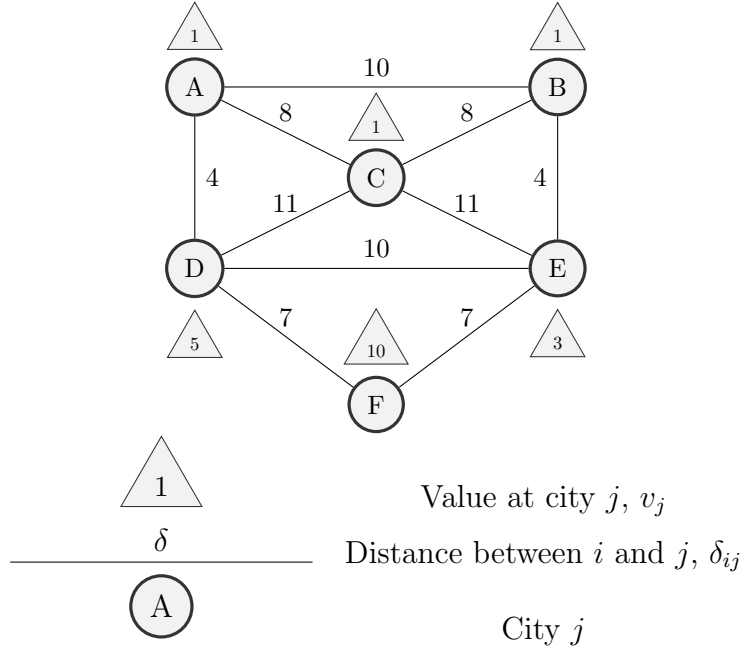 1
1
A
10
B
8
1
8
C
4
4
11
11
D
10
E
7
10
7
5
3
F
1
Value at city j, v_j
δ
Distance between i and j, δ_ij
A
City j